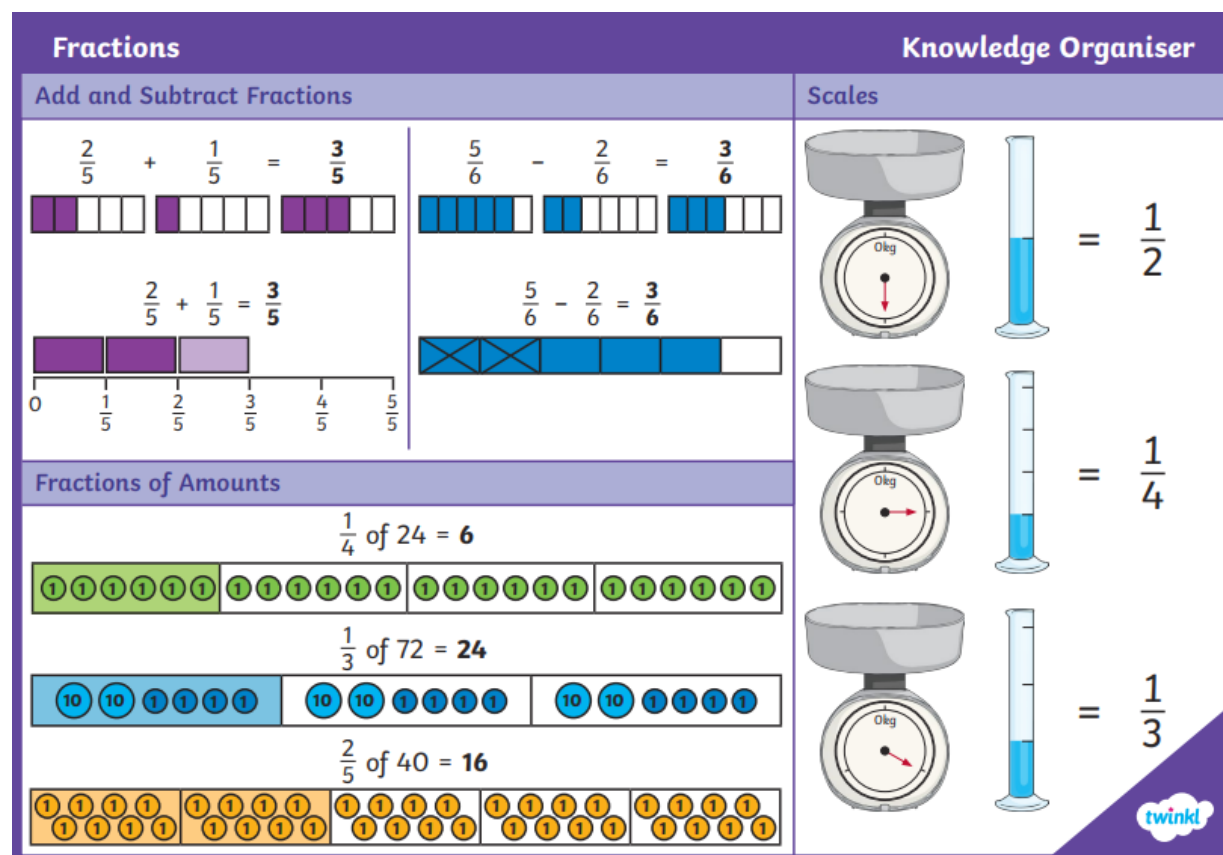 Fractions
Knowledge Organiser
Add and Subtract Fractions
2/5 + 1/5 = 3/5
5/6 - 2/6 = 3/6
2/5 + 1/5 = 3/5
0 1/5 2/5 3/5 4/5 5/5
5/6 - 2/6 = 3/6
Fractions of Amounts
1/4 of 24 = 6
1 1 1 1 1 1 1 1 1 1 1 1 1 1 1 1 1 1 1 1 1 1 1 1
1/3 of 72 = 24
10 10 1 1 1 1 10 10 1 1 1 1 10 10 1 1 1 1
2/5 of 40 = 16
1 1 1 1 1 1 1 1 1 1 1 1 1 1 1 1 1 1 1 1
1 1 1 1 1 1 1 1 1 1 1 1 1 1 1 1 1 1 1 1
Scales
0kg
= 1/2
0kg
= 1/4
0kg
= 1/3
twinkl